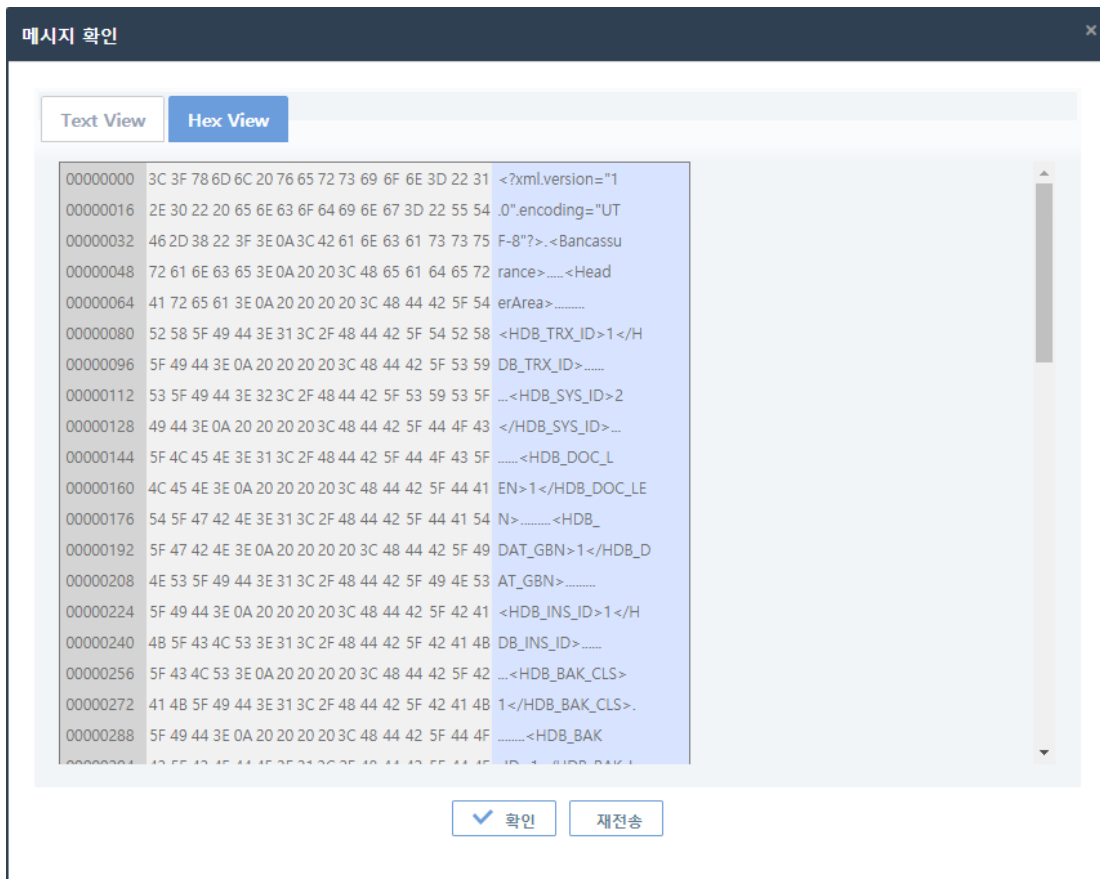 메시지 확인 ×
Text View Hex View
00000000 3C 3F 78 6D 6C 20 76 65 72 73 69 6F 6E 3D 22 31 <?xml.version="1
00000016 2E 30 22 20 65 6E 63 6F 64 69 6E 67 3D 22 55 54 .0".encoding="UT
00000032 46 2D 38 22 3F 3E 0A 3C 42 61 6E 63 61 73 73 75 F-8"?>.<Bancassu
00000048 72 61 6E 63 65 3E 0A 20 20 3C 48 65 61 64 65 72 rance>.....<Head
00000064 41 72 65 61 3E 0A 20 20 20 20 3C 48 44 42 5F 54 erArea>.........
00000080 52 58 5F 49 44 3E 31 3C 2F 48 44 42 5F 54 52 58 <HDB_TRX_ID>1</H
00000096 5F 49 44 3E 0A 20 20 20 20 3C 48 44 42 5F 53 59 DB_TRX_ID>......
00000112 53 5F 49 44 3E 32 3C 2F 48 44 42 5F 53 59 53 5F ...<HDB_SYS_ID>2
00000128 49 44 3E 0A 20 20 20 20 3C 48 44 42 5F 44 4F 43 </HDB_SYS_ID>...
00000144 5F 4C 45 4E 3E 31 3C 2F 48 44 42 5F 44 4F 43 5F ......<HDB_DOC_L
00000160 4C 45 4E 3E 0A 20 20 20 20 3C 48 44 42 5F 44 41 EN>1</HDB_DOC_LE
00000176 54 5F 47 42 4E 3E 31 3C 2F 48 44 42 5F 44 41 54 N>.........<HDB_
00000192 5F 47 42 4E 3E 0A 20 20 20 20 3C 48 44 42 5F 49 DAT_GBN>1</HDB_D
00000208 4E 53 5F 49 44 3E 31 3C 2F 48 44 42 5F 49 4E 53 AT_GBN>.........
00000224 5F 49 44 3E 0A 20 20 20 20 3C 48 44 42 5F 42 41 <HDB_INS_ID>1</H
00000240 4B 5F 43 4C 53 3E 31 3C 2F 48 44 42 5F 42 41 4B DB_INS_ID>......
00000256 5F 43 4C 53 3E 0A 20 20 20 20 3C 48 44 42 5F 42 ...<HDB_BAK_CLS>
00000272 41 4B 5F 49 44 3E 31 3C 2F 48 44 42 5F 42 41 4B 1</HDB_BAK_CLS>.
00000288 5F 49 44 3E 0A 20 20 20 20 3C 48 44 42 5F 44 4F ........<HDB_BAK
확인 재전송